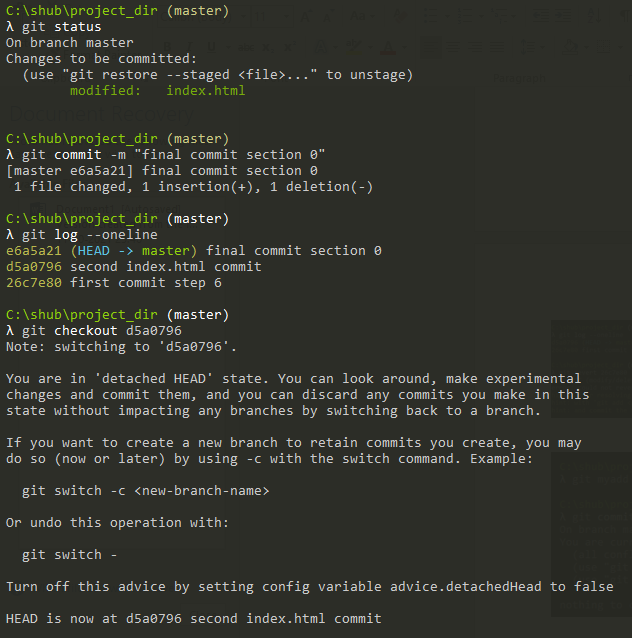 C:\shub\project_dir (master)
λ git status
On branch master
Changes to be committed:
  (use "git restore --staged <file>..." to unstage)
        modified:   index.html

C:\shub\project_dir (master)
λ git commit -m "final commit section 0"
[master e6a5a21] final commit section 0
 1 file changed, 1 insertion(+), 1 deletion(-)

C:\shub\project_dir (master)
λ git log --oneline
e6a5a21 (HEAD -> master) final commit section 0
d5a0796 second index.html commit
26c7e80 first commit step 6

C:\shub\project_dir (master)
λ git checkout d5a0796
Note: switching to 'd5a0796'.

You are in 'detached HEAD' state. You can look around, make experimental
changes and commit them, and you can discard any commits you make in this
state without impacting any branches by switching back to a branch.

If you want to create a new branch to retain commits you create, you may
do so (now or later) by using -c with the switch command. Example:

  git switch -c <new-branch-name>

Or undo this operation with:

  git switch -

Turn off this advice by setting config variable advice.detachedHead to false

HEAD is now at d5a0796 second index.html commit